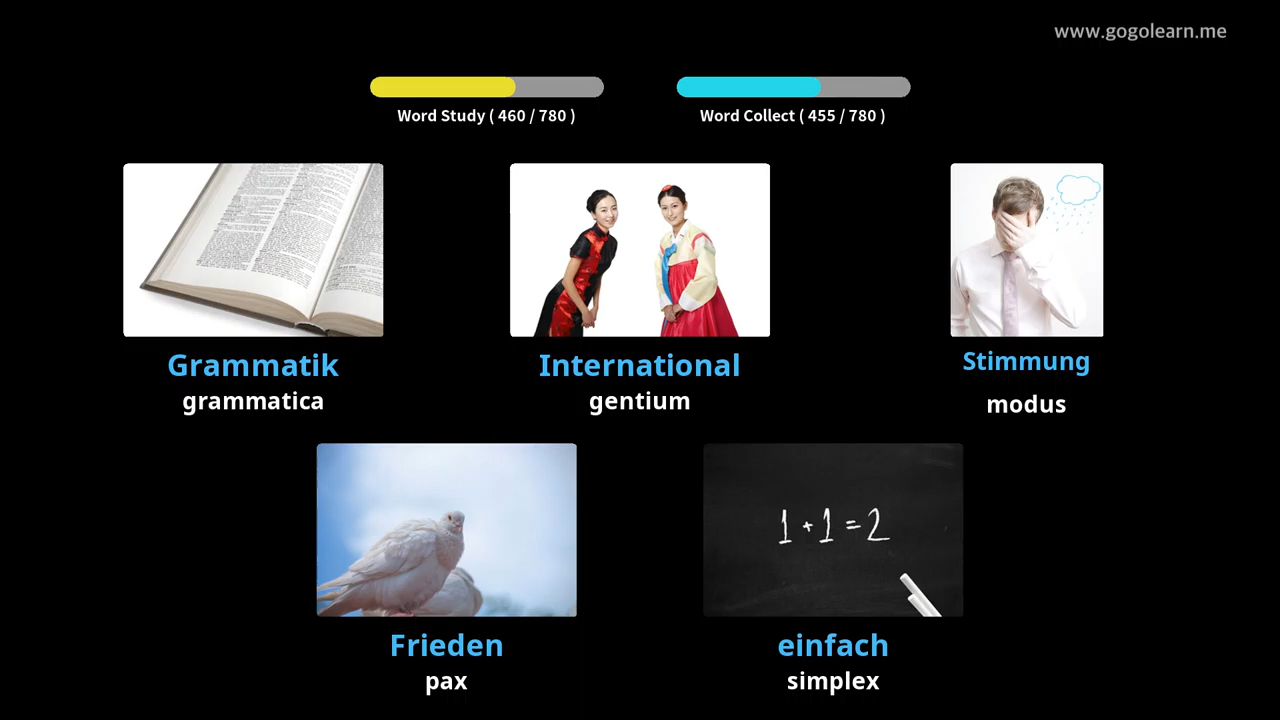 www.gogolearn.me
Word Study ( 460 / 780 )
Word Collect ( 455 / 780 )
Grammatik
grammatica
International
gentium
Stimmung
modus
1 + 1 = 2
Frieden
pax
einfach
simplex